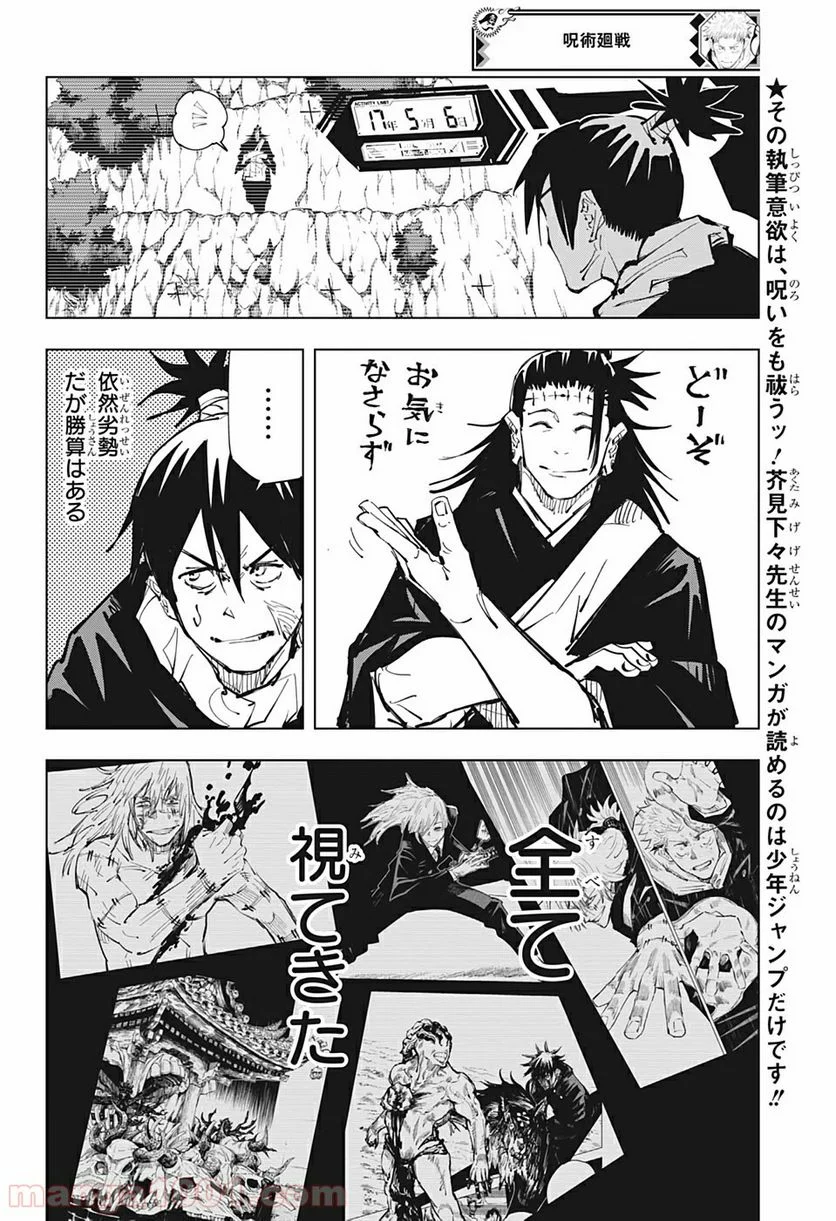 呪術廻戦
ACTIVITY LIMIT
17年5ヵ月6日
どーぞ
お気に
なさらず
……
依然劣勢
だが勝算はある
全て
視てきた
★その執筆意欲は、呪いをも祓うッ!芥見下々先生のマンガが読めるのは少年ジャンプだけです!!